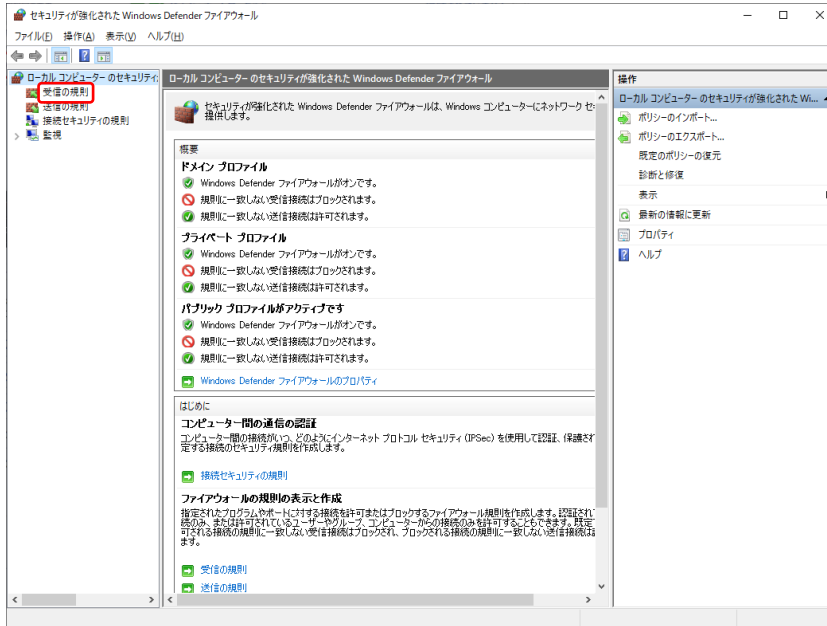 セキュリティが強化された Windows Defender ファイアウォール
ファイル(F) 操作(A) 表示(V) ヘルプ(H)
ローカル コンピューター のセキュリティ
受信の規則
送信の規則
接続セキュリティの規則
監視
ローカル コンピューター のセキュリティが強化された Windows Defender ファイアウォール
セキュリティが強化された Windows Defender ファイアウォールは、Windows コンピューターにネットワーク セ
提供します。
概要
ドメイン プロファイル
Windows Defender ファイアウォールがオンです。
規則に一致しない受信接続はブロックされます。
規則に一致しない送信接続は許可されます。
プライベート プロファイル
Windows Defender ファイアウォールがオンです。
規則に一致しない受信接続はブロックされます。
規則に一致しない送信接続は許可されます。
パブリック プロファイルがアクティブです
Windows Defender ファイアウォールがオンです。
規則に一致しない受信接続はブロックされます。
規則に一致しない送信接続は許可されます。
Windows Defender ファイアウォールのプロパティ
はじめに
コンピューター間の通信の認証
コンピューター間の接続がいつ、どのようにインターネット プロトコル セキュリティ (IPSec) を使用して認証、保護され
定する接続のセキュリティ規則を作成します。
接続セキュリティの規則
ファイアウォールの規則の表示と作成
指定されたプログラムやポートに対する接続を許可またはブロックするファイアウォール規則を作成します。認証され
続のみ、または許可されているユーザーやグループ、コンピューターからの接続のみを許可することもできます。既定
可される接続の規則に一致しない受信接続はブロックされ、ブロックされる接続の規則に一致しない送信接続は
ます。
受信の規則
送信の規則
操作
ローカル コンピューター のセキュリティが強化された Wi...
ポリシーのインポート...
ポリシーのエクスポート...
既定のポリシーの復元
診断と修復
表示
最新の情報に更新
プロパティ
ヘルプ